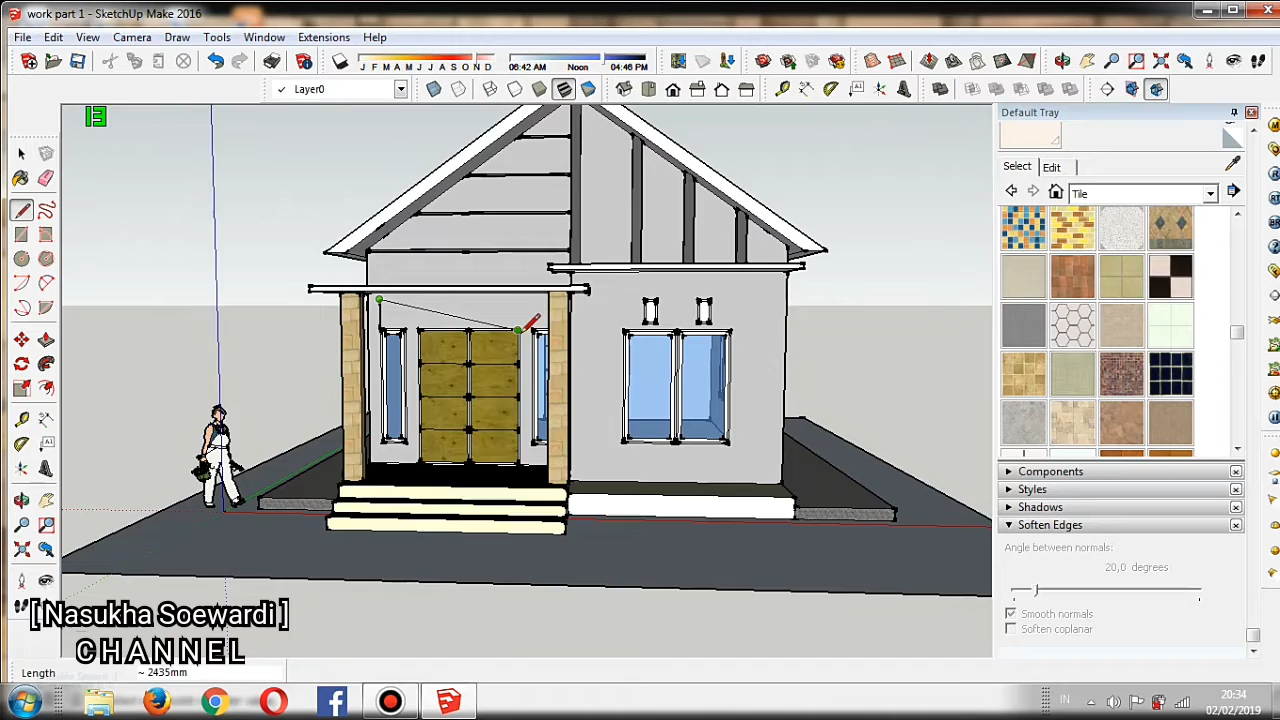 work part 1 - SketchUp Make 2016
File Edit View Camera Draw Tools Window Extensions Help
J F M A M J J A S O N D
06:42 AM Noon 04:46 PM
Layer0
13
Default Tray
Select Edit
Tile
Components
Styles
Shadows
Soften Edges
Angle between normals:
20,0 degrees
Smooth normals
Soften coplanar
[Nasukha Soewardi]
CHANNEL
Length ~ 2435mm
IN
20:34
02/02/2019